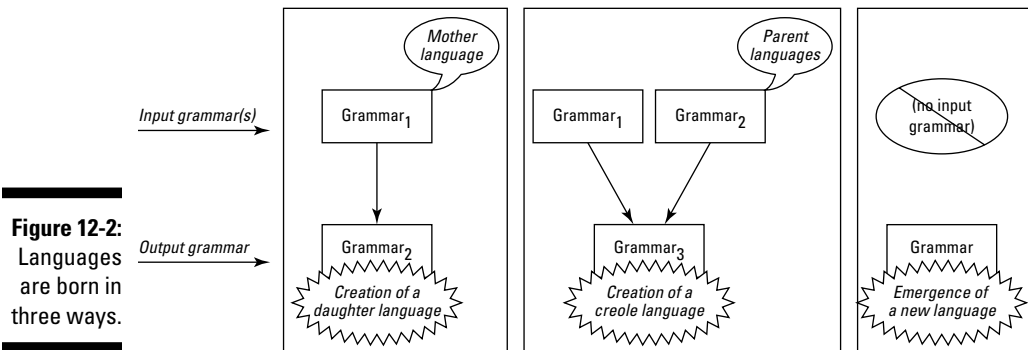 Figure 12-2:
Languages
are born in
three ways.
Input grammar(s)
Output grammar
Mother
language
Grammar1
Grammar2
Creation of a
daughter language
Parent
languages
Grammar1
Grammar2
Grammar3
Creation of a
creole language
(no input
grammar)
Grammar
Emergence of
a new language